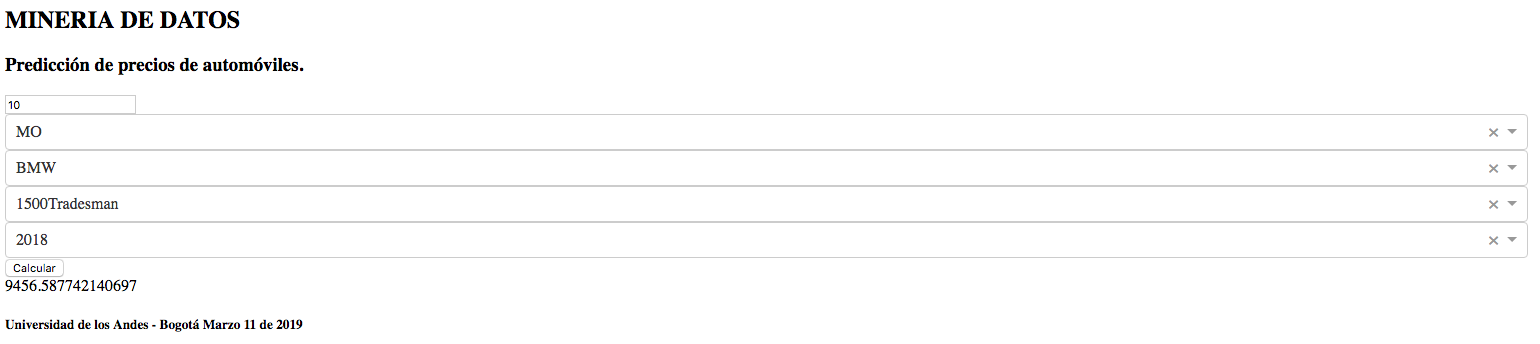 MINERIA DE DATOS
Predicción de precios de automóviles.
10
MO
BMW
1500Tradesman
2018
Calcular
9456.587742140697
Universidad de los Andes - Bogotá Marzo 11 de 2019